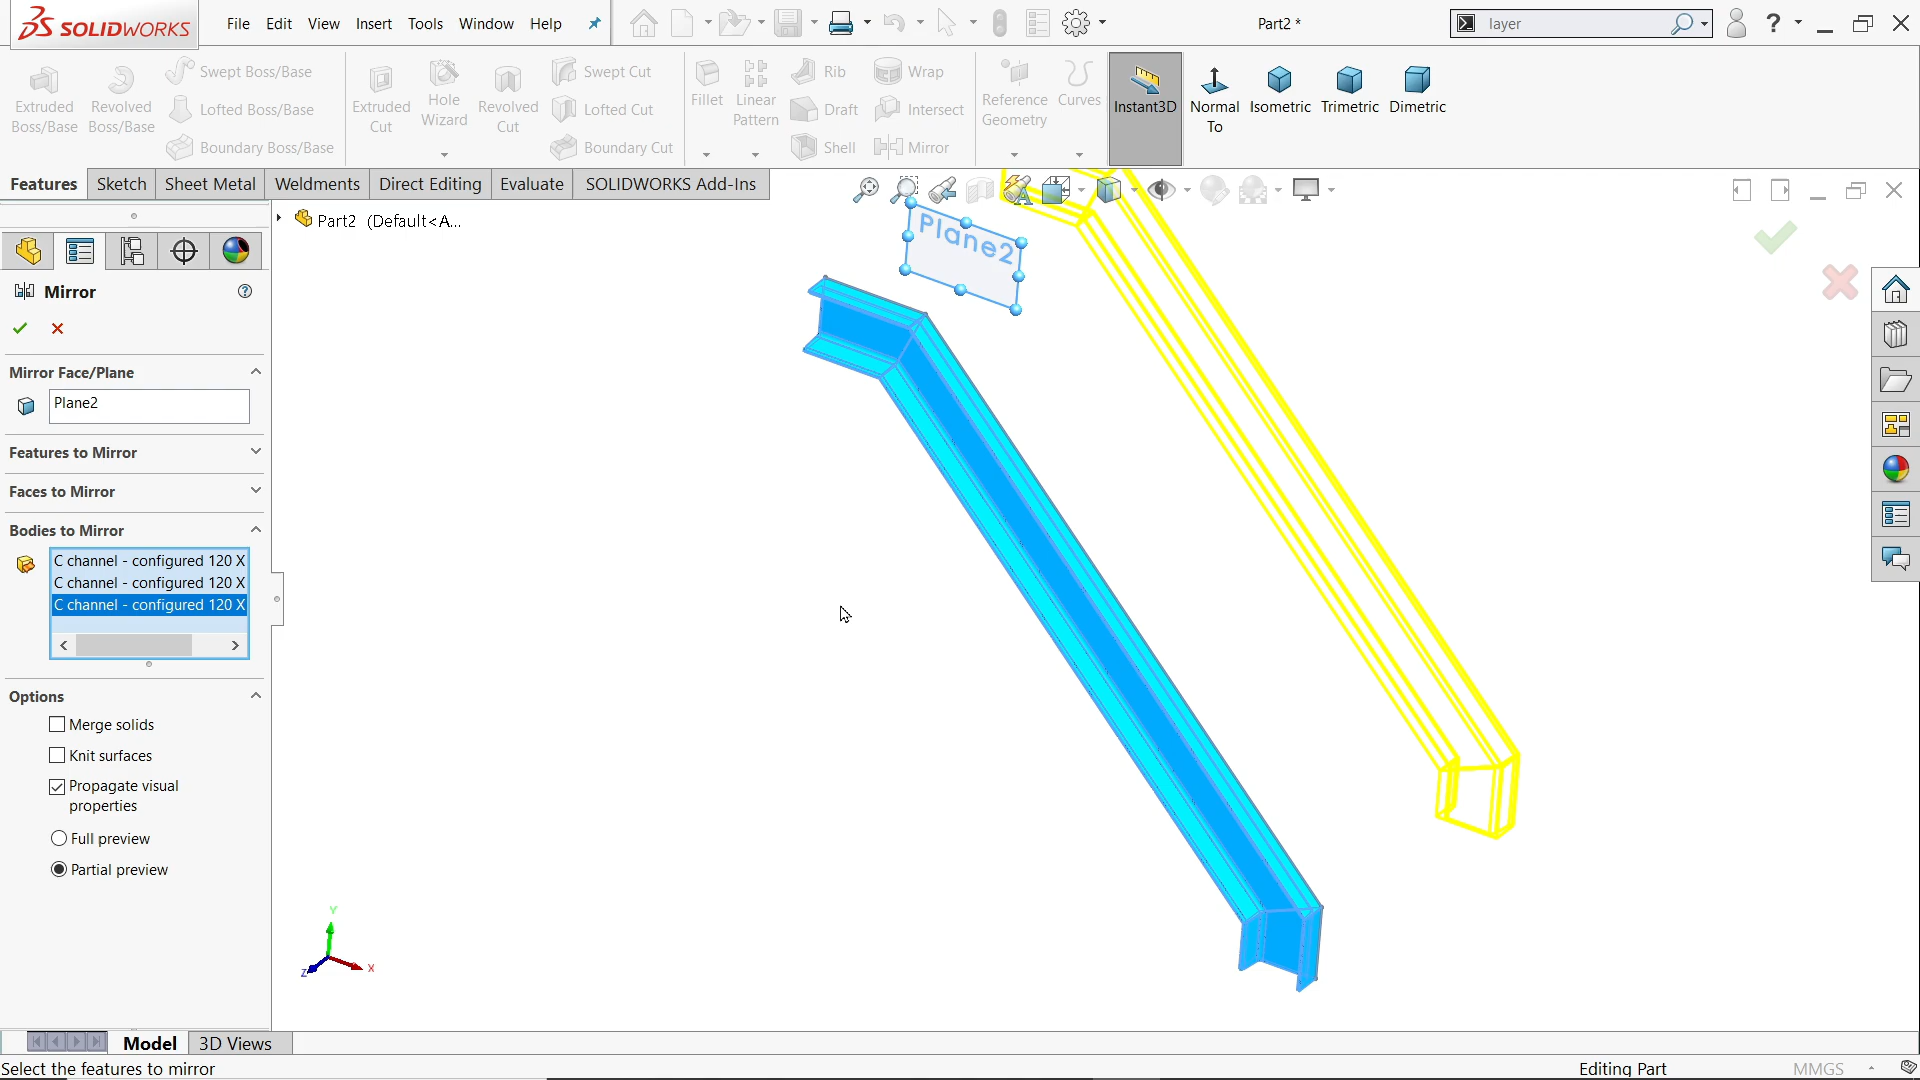 SOLIDWORKS
File Edit View Insert Tools Window Help
Part2 *
layer
?
Extruded Boss/Base
Revolved Boss/Base
Swept Boss/Base
Lofted Boss/Base
Boundary Boss/Base
Extruded Cut
Hole Wizard
Revolved Cut
Swept Cut
Lofted Cut
Boundary Cut
Fillet
Linear Pattern
Rib
Draft
Shell
Wrap
Intersect
Mirror
Reference Geometry
Curves
Instant3D
Normal To
Isometric
Trimetric
Dimetric
Features Sketch Sheet Metal Weldments Direct Editing Evaluate SOLIDWORKS Add-Ins
Part2 (Default<A...
Plane2
Mirror
Mirror Face/Plane
Plane2
Features to Mirror
Faces to Mirror
Bodies to Mirror
C channel - configured 120 X
C channel - configured 120 X
C channel - configured 120 X
Options
Merge solids
Knit surfaces
Propagate visual
properties
Full preview
Partial preview
Y
X
Z
Model 3D Views
Select the features to mirror
Editing Part
MMGS